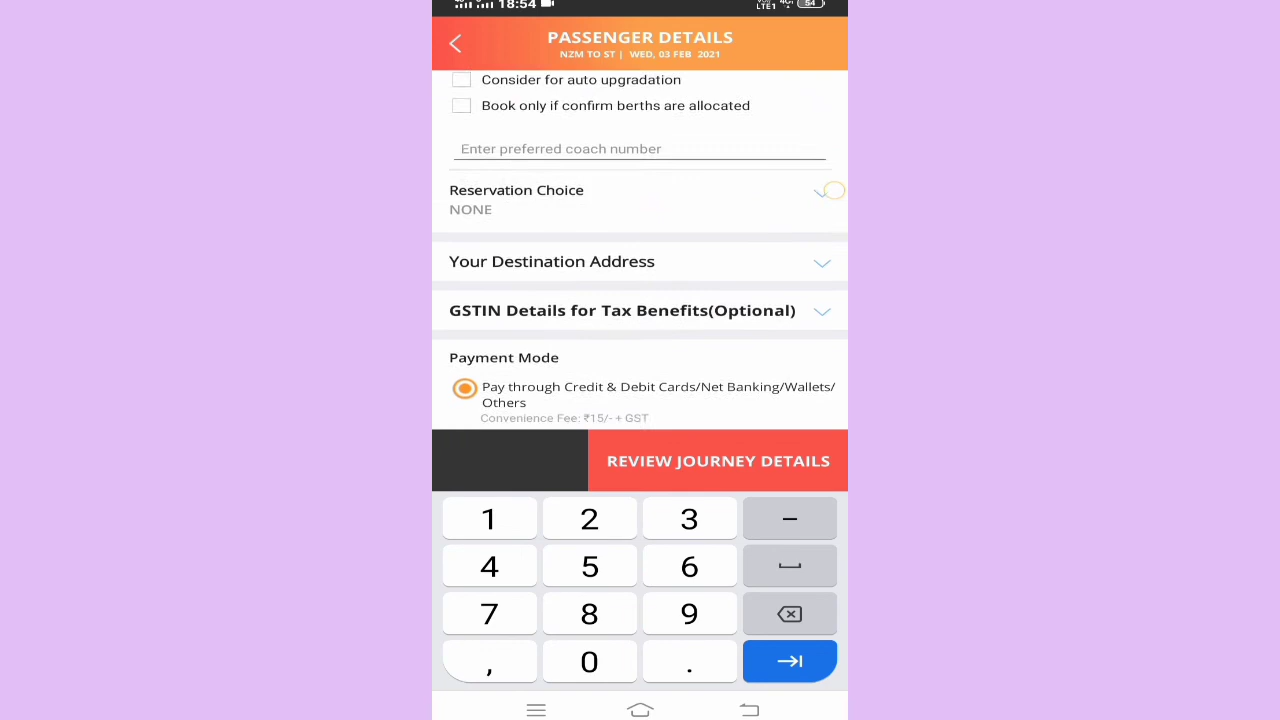 18:54
LTE1 4G+ 54
PASSENGER DETAILS
NZM TO ST | WED, 03 FEB 2021
Consider for auto upgradation
Book only if confirm berths are allocated
Enter preferred coach number
Reservation Choice
NONE
Your Destination Address
GSTIN Details for Tax Benefits(Optional)
Payment Mode
Pay through Credit & Debit Cards/Net Banking/Wallets/
Others
Convenience Fee: ₹15/- + GST
REVIEW JOURNEY DETAILS
1 2 3 –
4 5 6
7 8 9
, 0 .